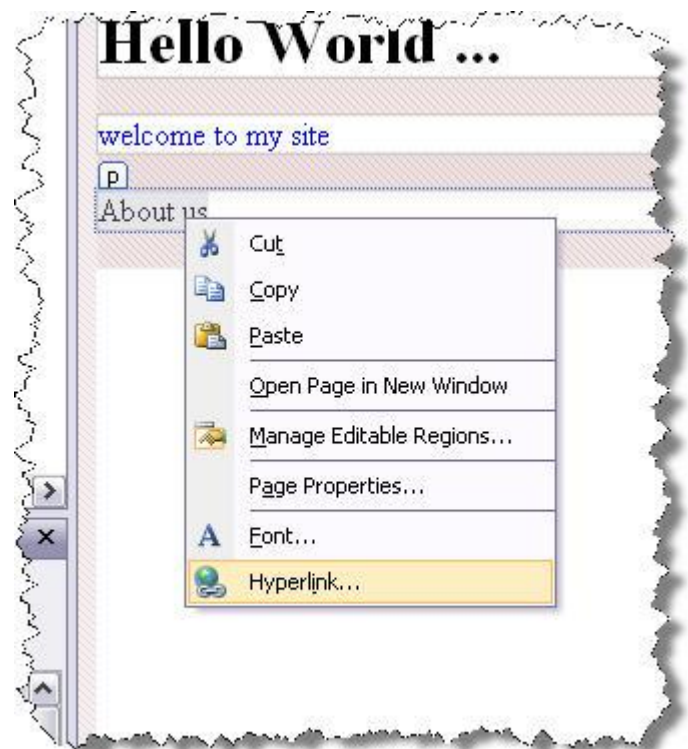 Hello World ...
welcome to my site
p
About us
Cut
Copy
Paste
Open Page in New Window
Manage Editable Regions...
Page Properties...
A Font...
Hyperlink...